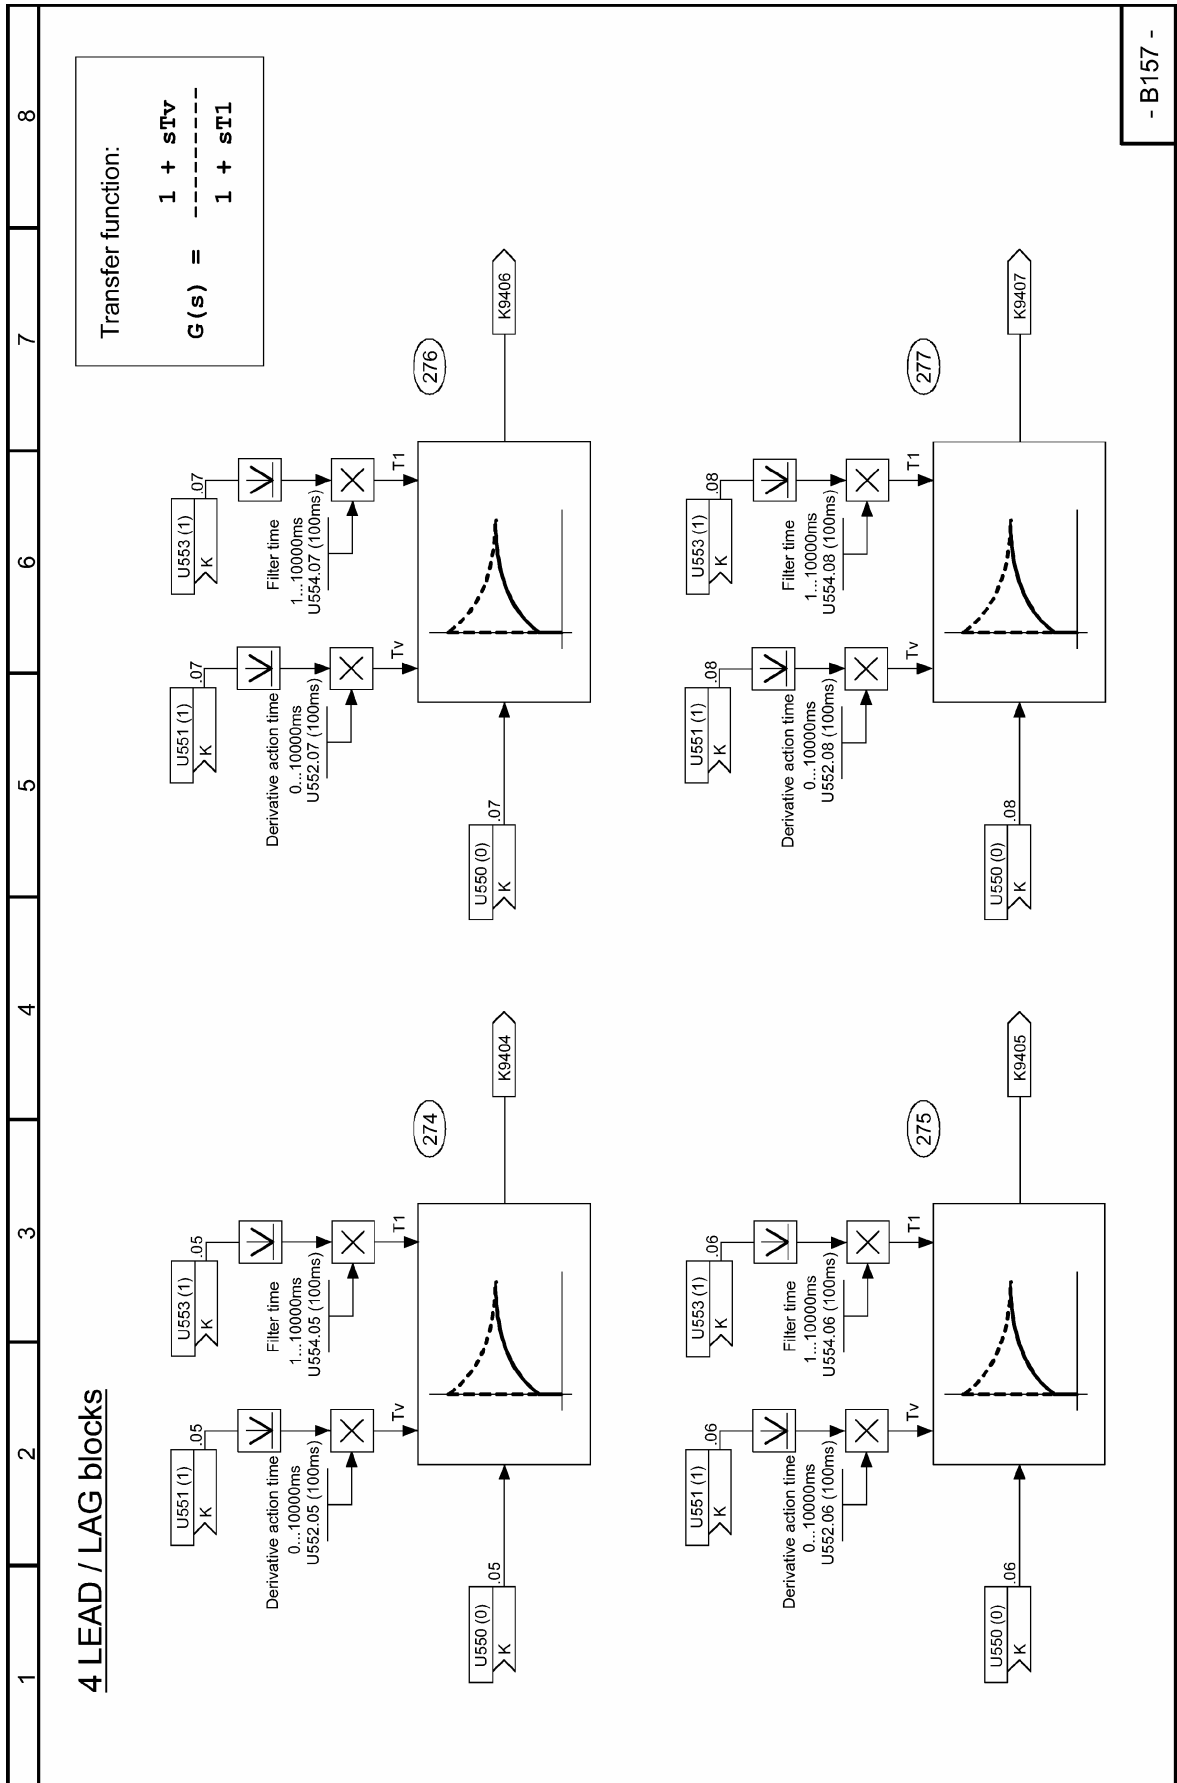 1
2
3
4
5
6
7
8
4 LEAD / LAG blocks
Transfer function:
1 + sTv
G(s) = ---------
1 + sT1
U551 (1)
K
.05
Derivative action time
0...10000ms
U552.05 (100ms)
Tv
U553 (1)
K
.05
Filter time
1...10000ms
U554.05 (100ms)
T1
274
U550 (0)
K
.05
K9404
U551 (1)
K
.07
Derivative action time
0...10000ms
U552.07 (100ms)
Tv
U553 (1)
K
.07
Filter time
1...10000ms
U554.07 (100ms)
T1
276
U550 (0)
K
.07
K9406
U551 (1)
K
.06
Derivative action time
0...10000ms
U552.06 (100ms)
Tv
U553 (1)
K
.06
Filter time
1...10000ms
U554.06 (100ms)
T1
275
U550 (0)
K
.06
K9405
U551 (1)
K
.08
Derivative action time
0...10000ms
U552.08 (100ms)
Tv
U553 (1)
K
.08
Filter time
1...10000ms
U554.08 (100ms)
T1
277
U550 (0)
K
.08
K9407
- B157 -